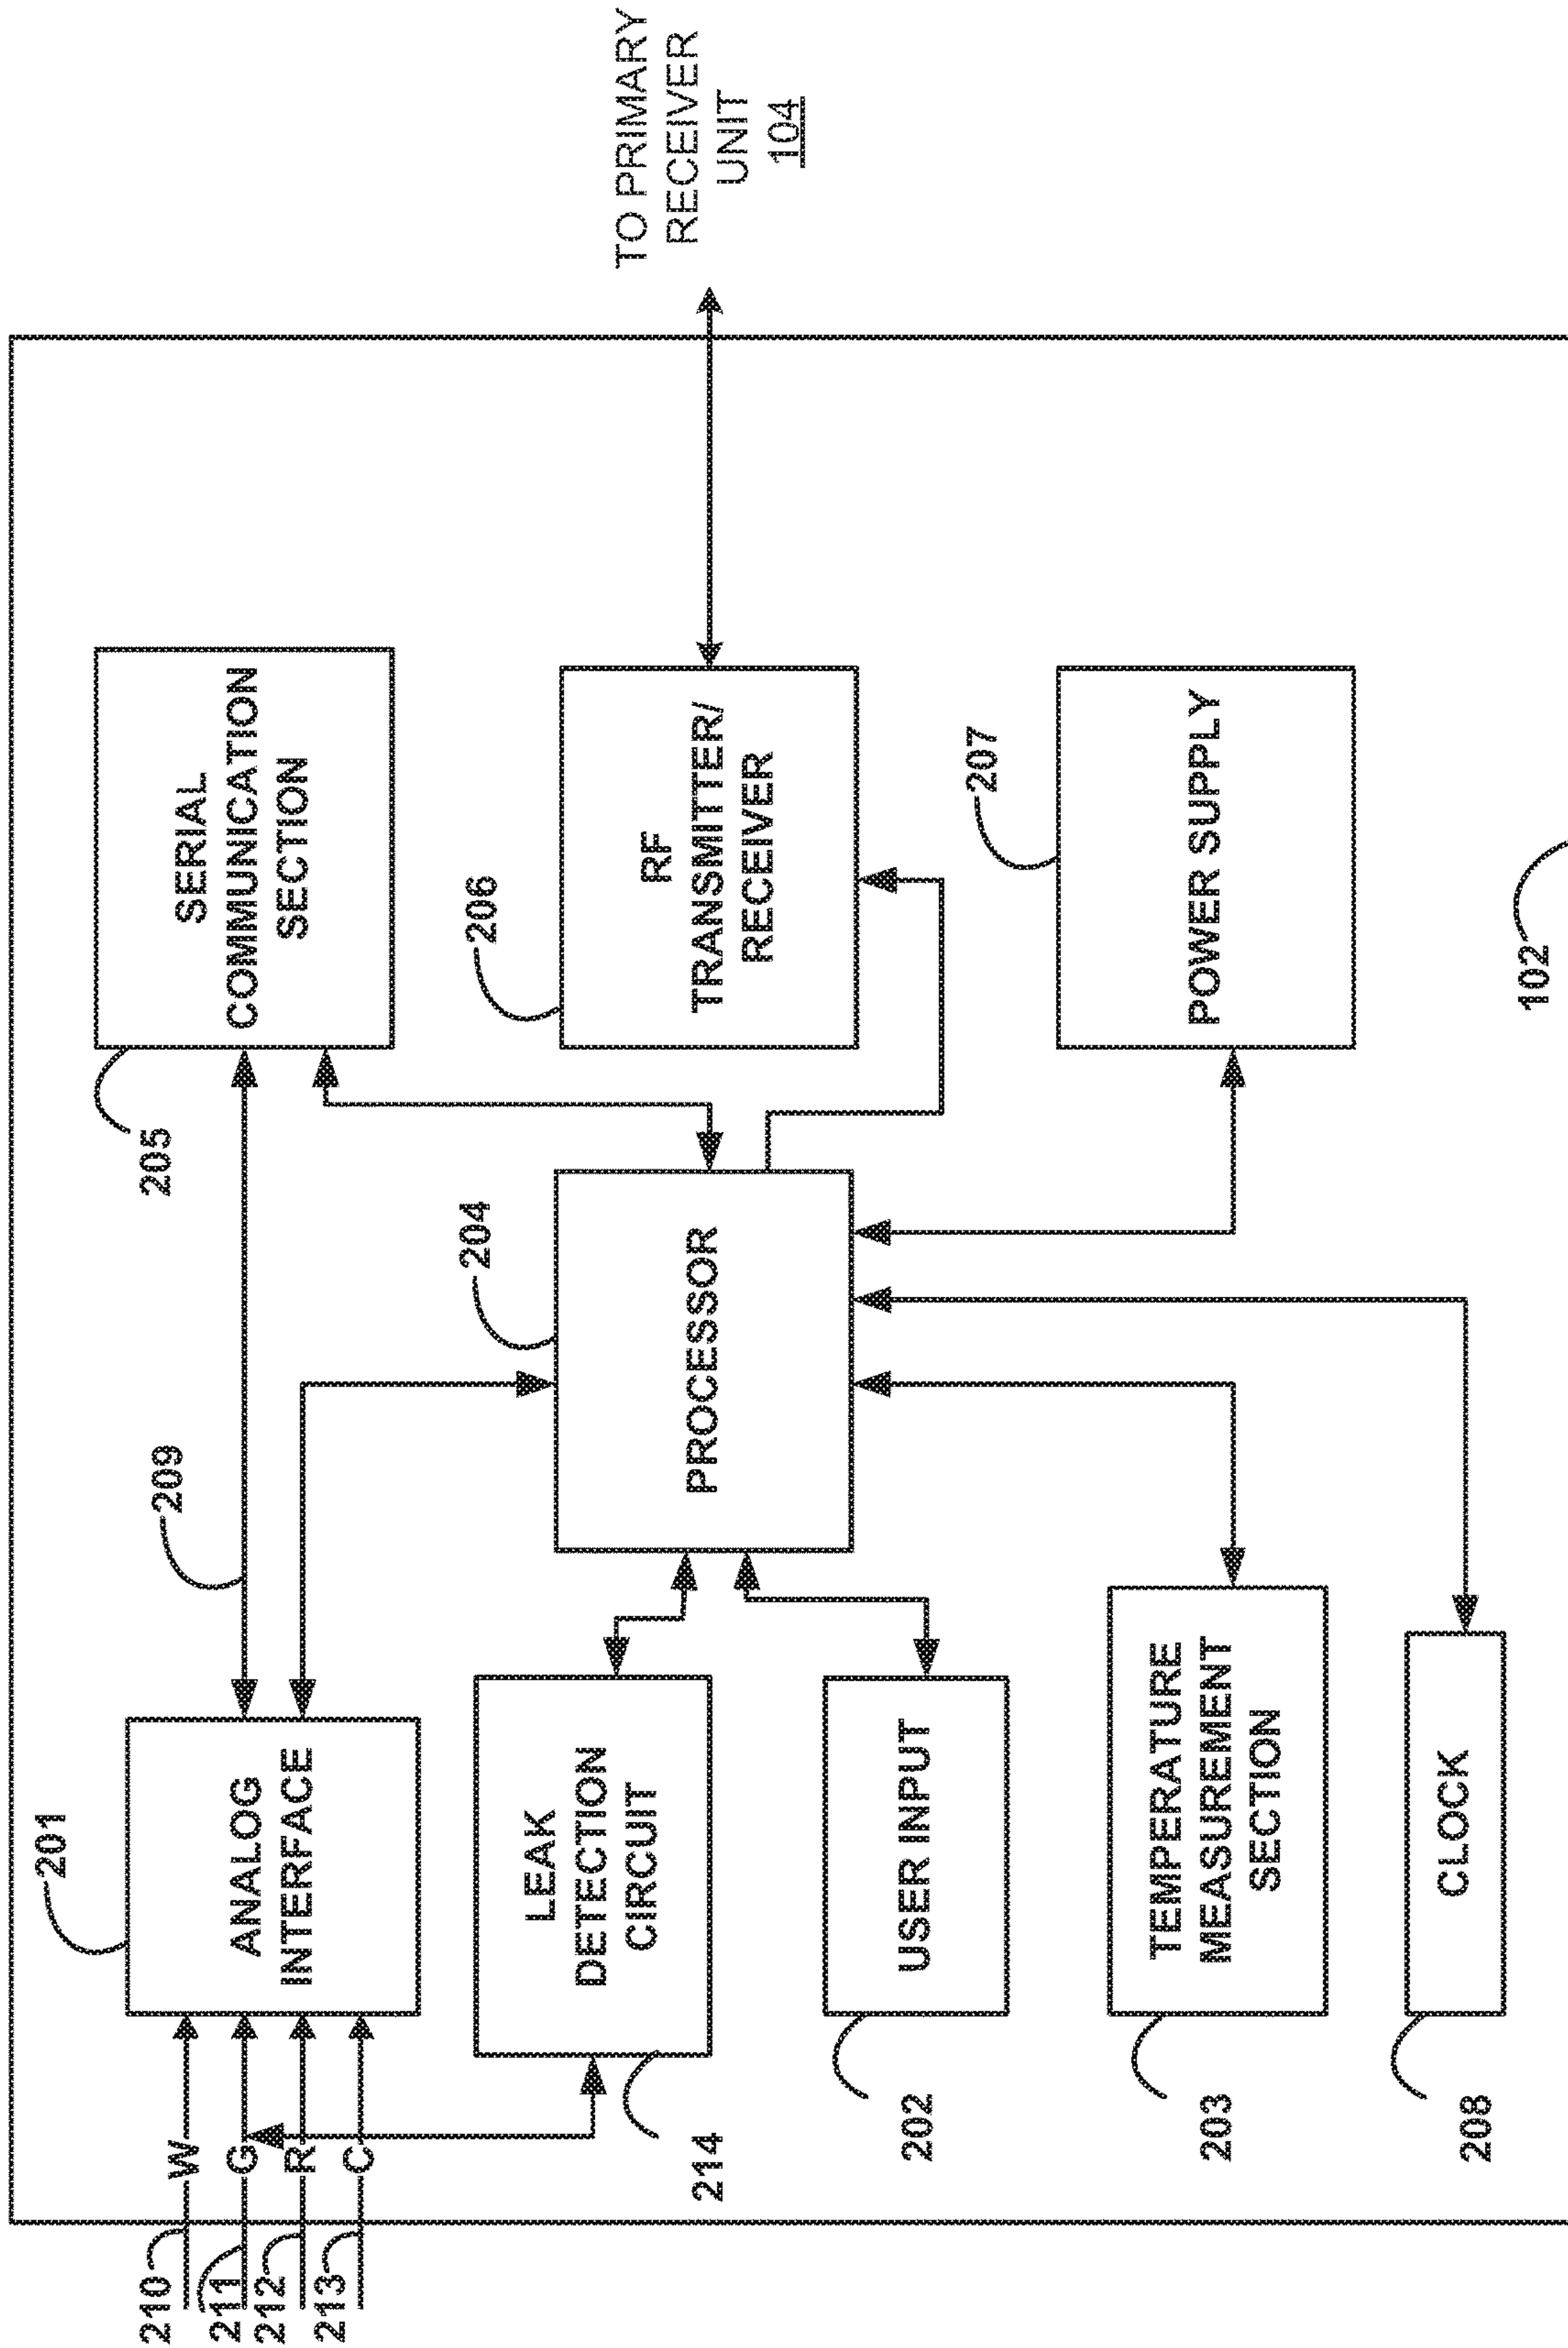 210
W
211
G
212
R
213
C
201
ANALOG
INTERFACE
209
205
SERIAL
COMMUNICATION
SECTION
214
LEAK
DETECTION
CIRCUIT
204
PROCESSOR
206
RF
TRANSMITTER/
RECEIVER
TO PRIMARY
RECEIVER
UNIT
104
202
USER INPUT
207
POWER SUPPLY
203
TEMPERATURE
MEASUREMENT
SECTION
208
CLOCK
102